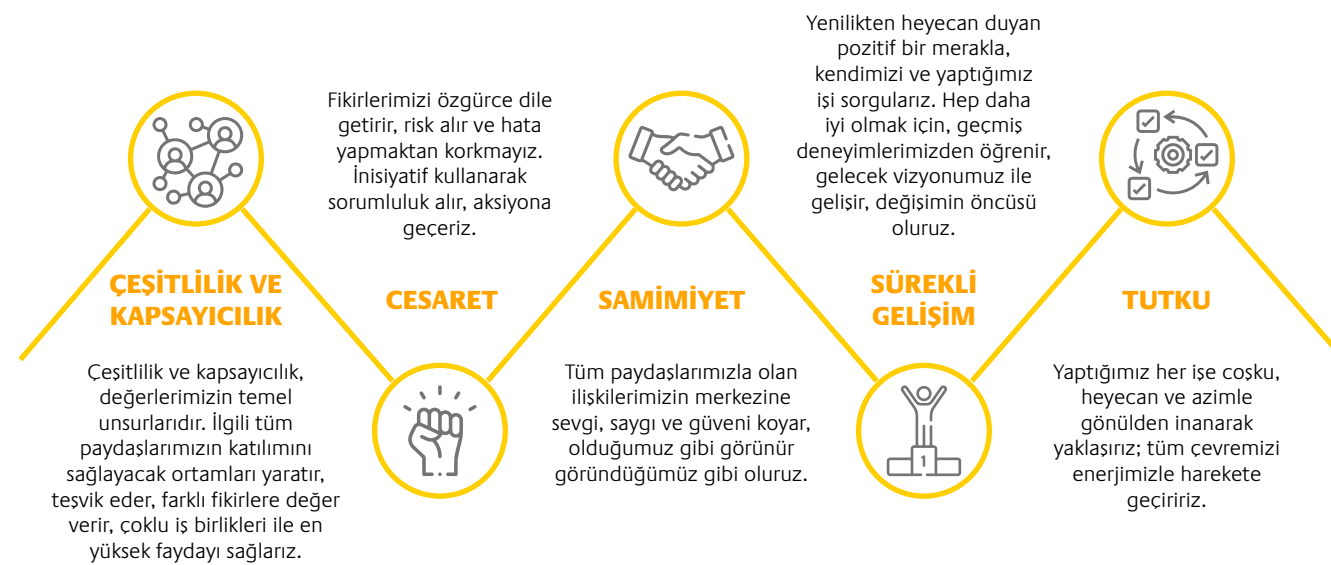 ÇEŞİTLİLİK VE
KAPSAYICILIK
Çeşitlilik ve kapsayıcılık,
değerlerimizin temel
unsurlarıdır. İlgili tüm
paydaşlarımızın katılımını
sağlayacak ortamları yaratır,
teşvik eder, farklı fikirlere değer
verir, çoklu iş birlikleri ile en
yüksek faydayı sağlarız.
Fikirlerimizi özgürce dile
getirir, risk alır ve hata
yapmaktan korkmayız.
İnisiyatif kullanarak
sorumluluk alır, aksiyona
geçeriz.
CESARET
SAMİMİYET
Tüm paydaşlarımızla olan
ilişkilerimizin merkezine
sevgi, saygı ve güveni koyar,
olduğumuz gibi görünür
göründüğümüz gibi oluruz.
Yenilikten heyecan duyan
pozitif bir merakla,
kendimizi ve yaptığımız
işi sorgularız. Hep daha
iyi olmak için, geçmiş
deneyimlerimizden öğrenir,
gelecek vizyonumuz ile
gelişir, değişimin öncüsü
oluruz.
SÜREKLİ
GELİŞİM
1
TUTKU
Yaptığımız her işe coşku,
heyecan ve azimle
gönülden inanarak
yaklaşırız; tüm çevremizi
enerjimizle harekete
geçiririz.